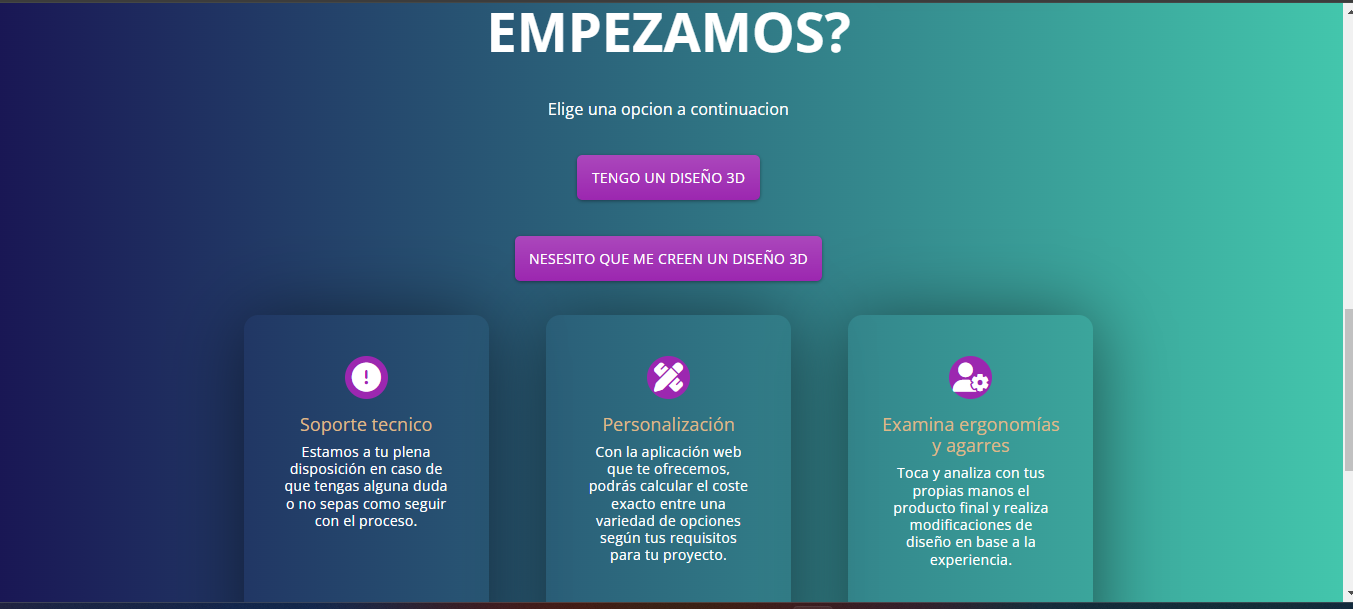 EMPEZAMOS?
Elige una opcion a continuacion
TENGO UN DISEÑO 3D
NESESITO QUE ME CREEN UN DISEÑO 3D
Soporte tecnico
Estamos a tu plena
disposición en caso de
que tengas alguna duda
o no sepas como seguir
con el proceso.
Personalización
Con la aplicación web
que te ofrecemos,
podrás calcular el coste
exacto entre una
variedad de opciones
según tus requisitos
para tu proyecto.
Examina ergonomías
y agarres
Toca y analiza con tus
propias manos el
producto final y realiza
modificaciones de
diseño en base a la
experiencia.